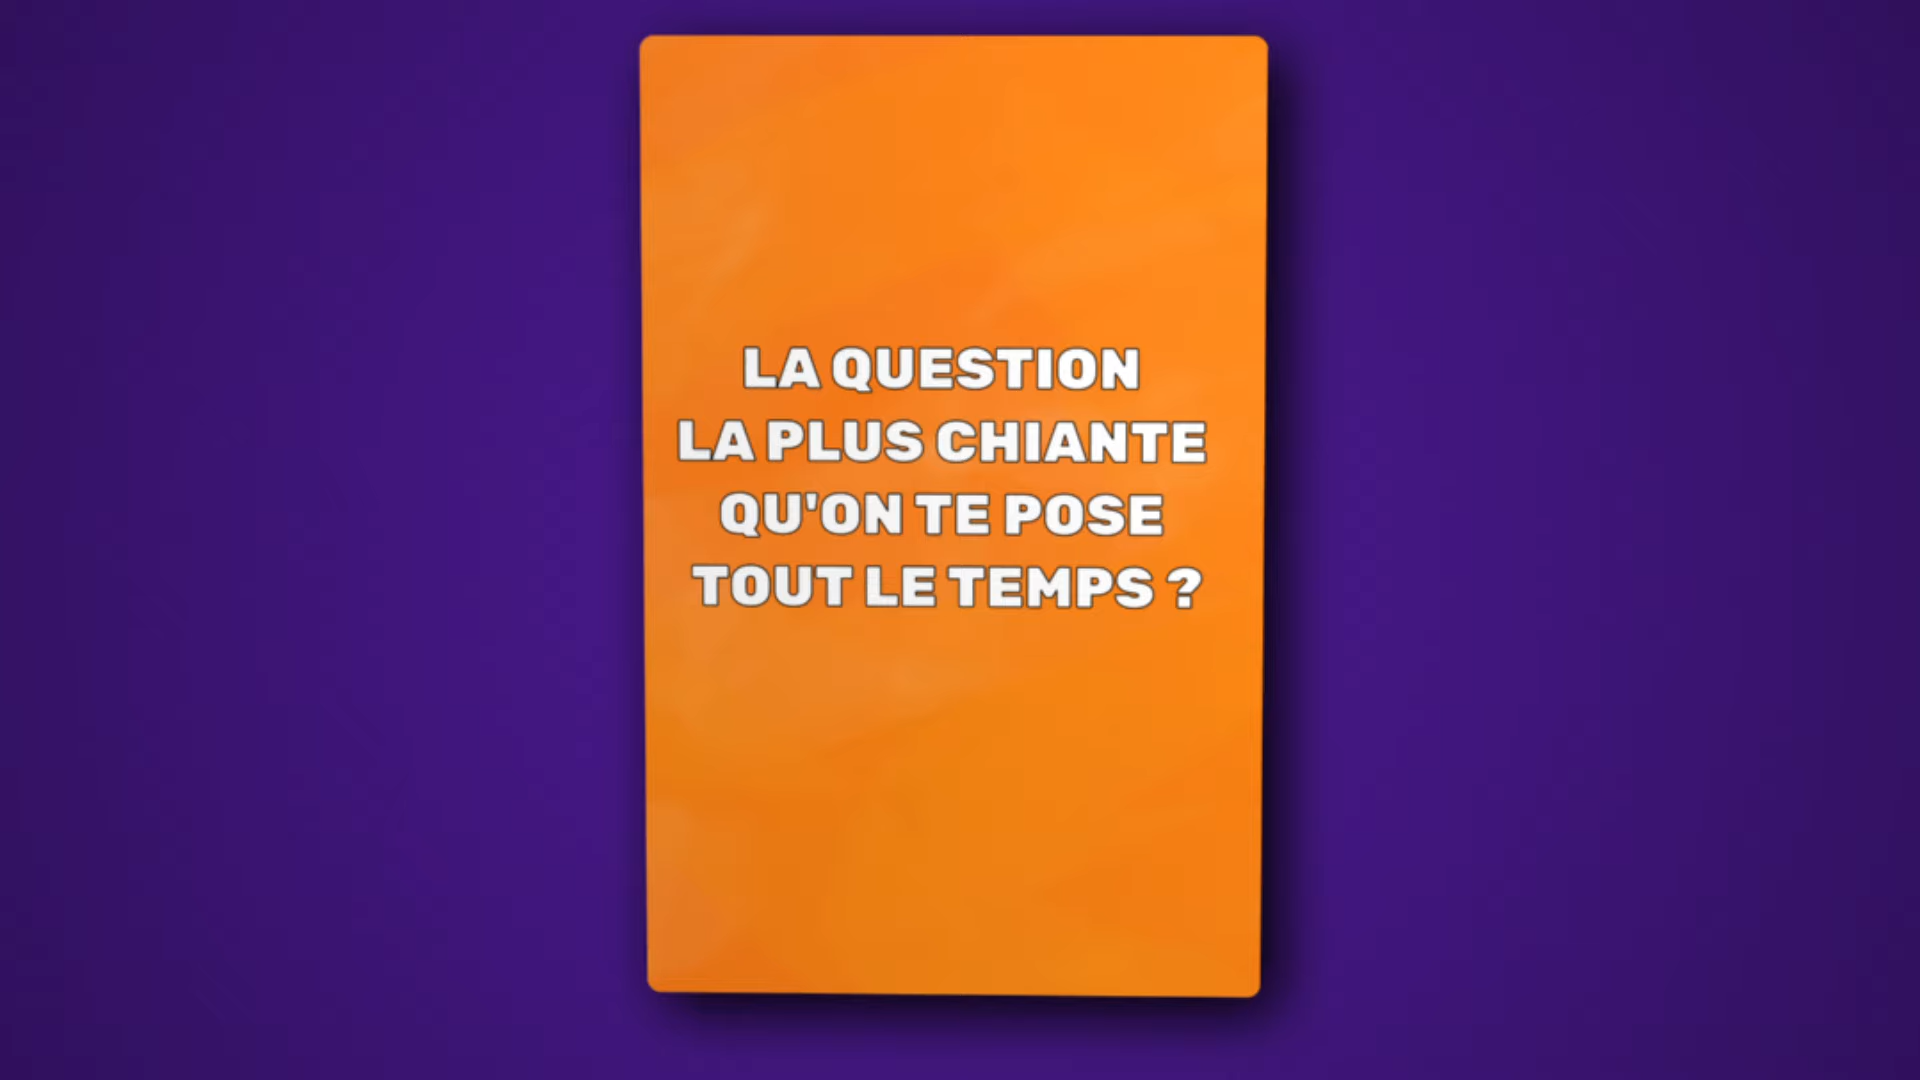 LA QUESTION
LA PLUS CHIANTE
QU'ON TE POSE
TOUT LE TEMPS ?